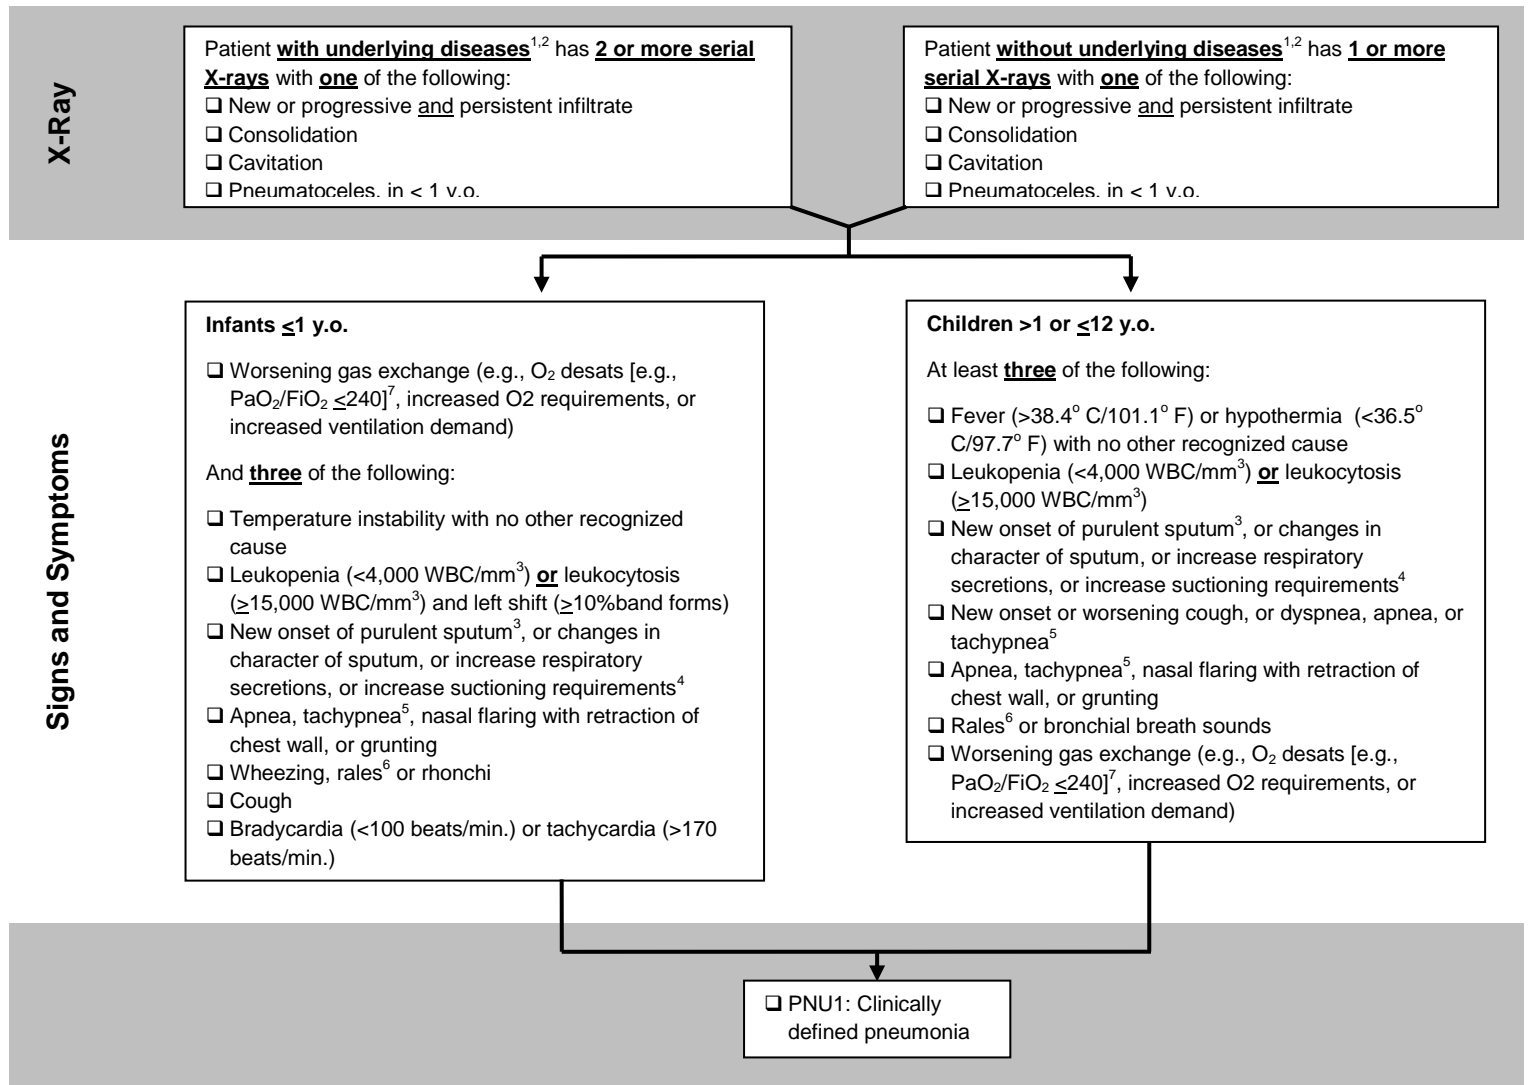 X-Ray
Patient with underlying diseases1,2 has 2 or more serial
X-rays with one of the following:
❑ New or progressive and persistent infiltrate
❑ Consolidation
❑ Cavitation
❑ Pneumatoceles, in < 1 y.o.
Patient without underlying diseases1,2 has 1 or more
serial X-rays with one of the following:
❑ New or progressive and persistent infiltrate
❑ Consolidation
❑ Cavitation
❑ Pneumatoceles, in < 1 y.o.
Signs and Symptoms
Infants ≤1 y.o.
❑ Worsening gas exchange (e.g., O2 desats [e.g.,
PaO2/FiO2 ≤240]7, increased O2 requirements, or
increased ventilation demand)
And three of the following:
❑ Temperature instability with no other recognized
cause
❑ Leukopenia (<4,000 WBC/mm3) or leukocytosis
(≥15,000 WBC/mm3) and left shift (≥10%band forms)
❑ New onset of purulent sputum3, or changes in
character of sputum, or increase respiratory
secretions, or increase suctioning requirements4
❑ Apnea, tachypnea5, nasal flaring with retraction of
chest wall, or grunting
❑ Wheezing, rales6 or rhonchi
❑ Cough
❑ Bradycardia (<100 beats/min.) or tachycardia (>170
beats/min.)
Children >1 or ≤12 y.o.
At least three of the following:
❑ Fever (>38.4o C/101.1o F) or hypothermia (<36.5o
C/97.7o F) with no other recognized cause
❑ Leukopenia (<4,000 WBC/mm3) or leukocytosis
(≥15,000 WBC/mm3)
❑ New onset of purulent sputum3, or changes in
character of sputum, or increase respiratory
secretions, or increase suctioning requirements4
❑ New onset or worsening cough, or dyspnea, apnea, or
tachypnea5
❑ Apnea, tachypnea5, nasal flaring with retraction of
chest wall, or grunting
❑ Rales6 or bronchial breath sounds
❑ Worsening gas exchange (e.g., O2 desats [e.g.,
PaO2/FiO2 ≤240]7, increased O2 requirements, or
increased ventilation demand)
❑ PNU1: Clinically
defined pneumonia